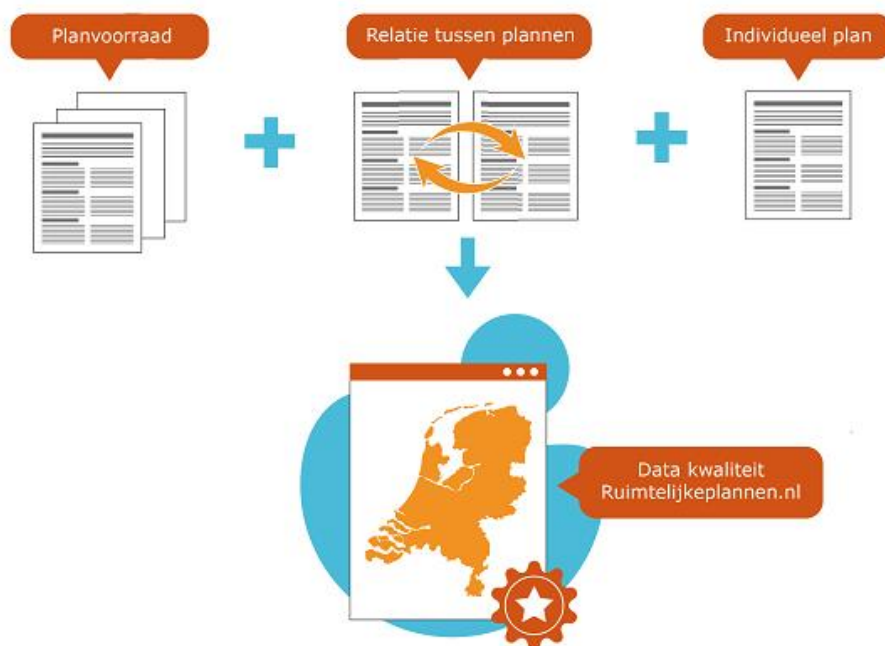 Planvoorraad
Relatie tussen plannen
Individueel plan
Data kwaliteit
Ruimtelijkeplannen.nl